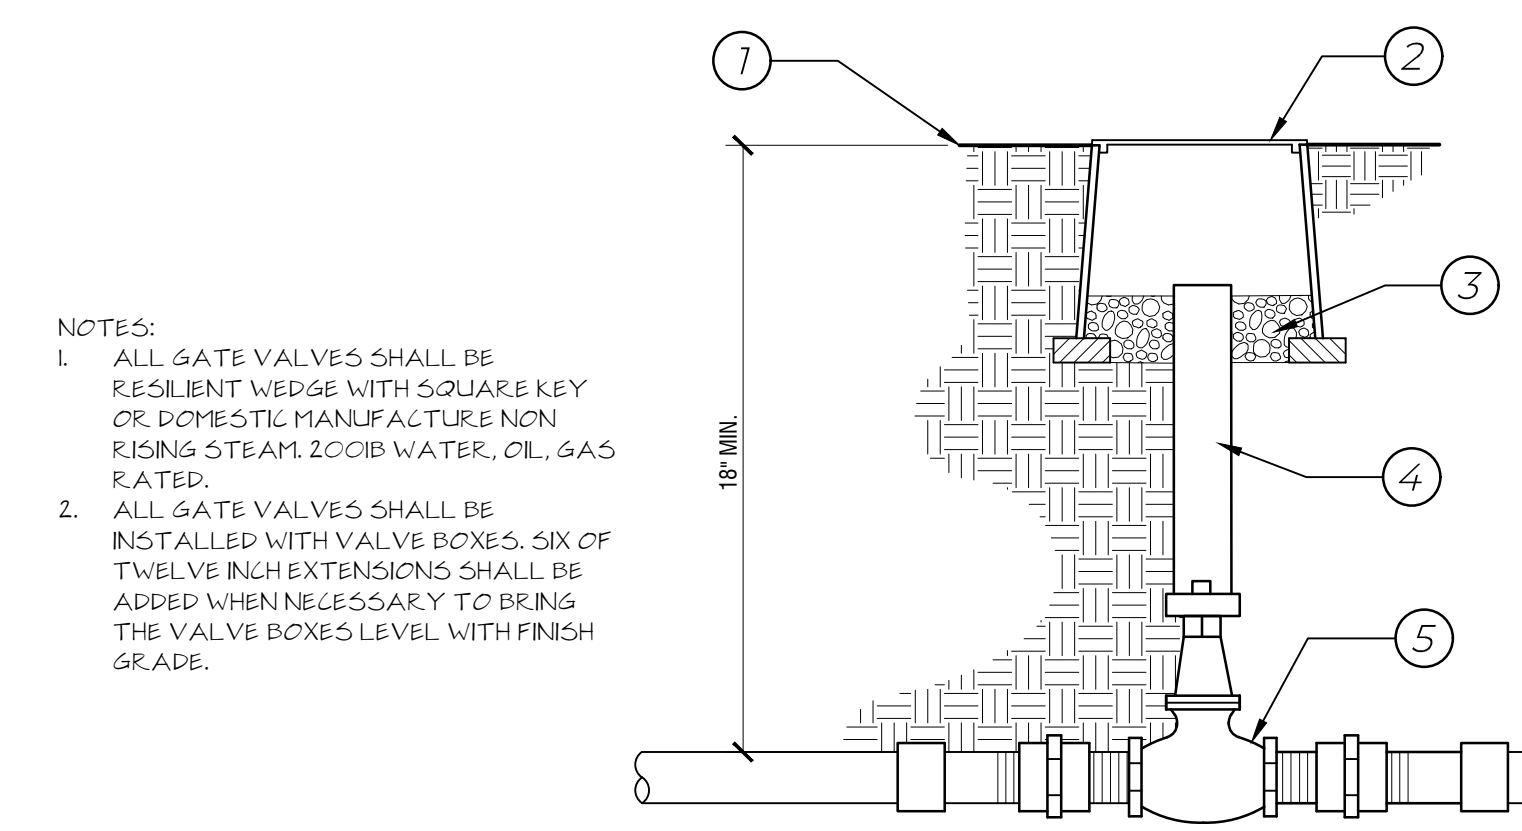 1
2
3
NOTES:
1. ALL GATE VALVES SHALL BE
RESILIENT WEDGE WITH SQUARE KEY
OR DOMESTIC MANUFACTURE NON
RISING STEAM. 200IB WATER, OIL, GAS
RATED.
2. ALL GATE VALVES SHALL BE
INSTALLED WITH VALVE BOXES. SIX OF
TWELVE INCH EXTENSIONS SHALL BE
ADDED WHEN NECESSARY TO BRING
THE VALVE BOXES LEVEL WITH FINISH
GRADE.
18" MIN.
4
5